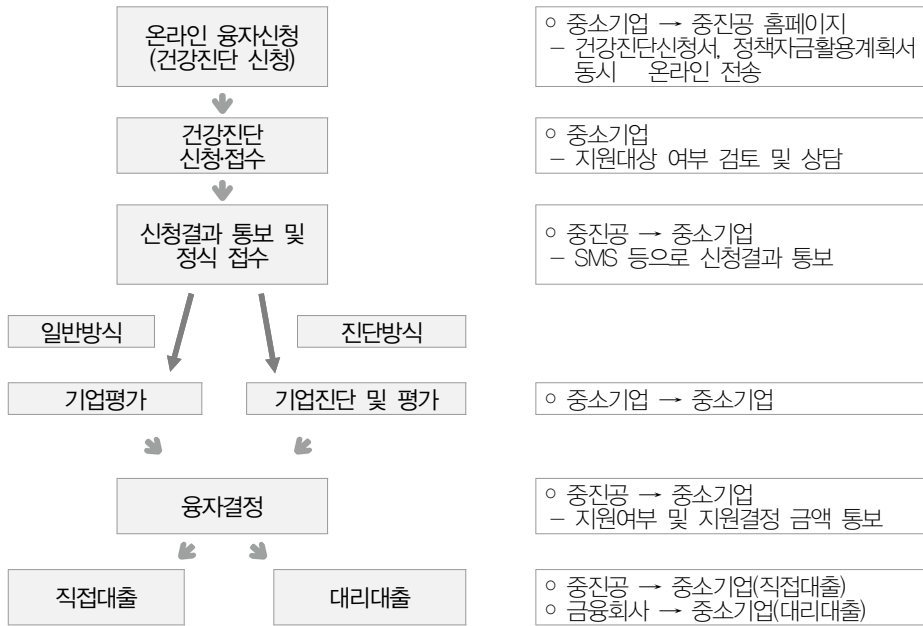 온라인 융자신청
(건강진단 신청)
○ 중소기업 → 중진공 홈페이지
– 건강진단신청서, 정책자금활용계획서
동시 온라인 전송
건강진단
신청·접수
○ 중소기업
– 지원대상 여부 검토 및 상담
신청결과 통보 및
정식 접수
○ 중진공 → 중소기업
– SMS 등으로 신청결과 통보
일반방식
진단방식
기업평가
기업진단 및 평가
○ 중소기업 → 중소기업
융자결정
○ 중진공 → 중소기업
– 지원여부 및 지원결정 금액 통보
직접대출
대리대출
○ 중진공 → 중소기업(직접대출)
○ 금융회사 → 중소기업(대리대출)